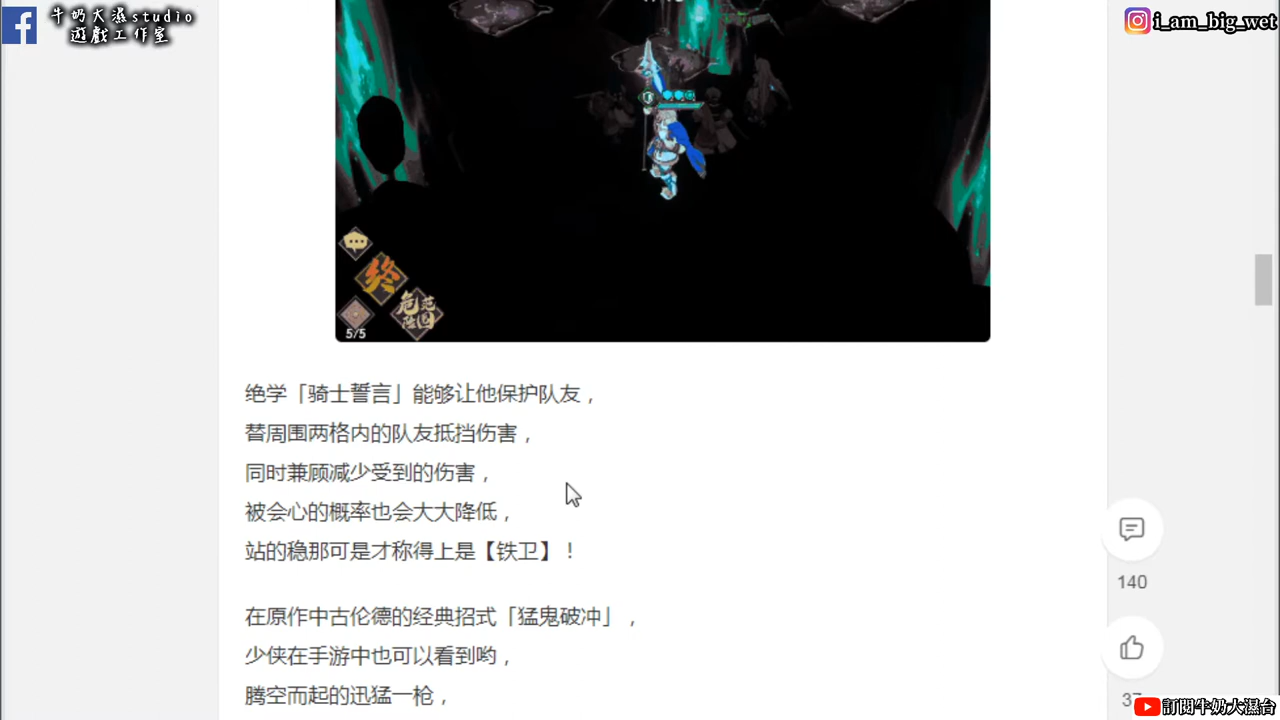 牛奶大濕studio
遊戲工作室
i_am_big_wet
终
危险范围
5/5
绝学「骑士誓言」能够让他保护队友，
替周围两格内的队友抵挡伤害，
同时兼顾减少受到的伤害，
被会心的概率也会大大降低，
站的稳那可是才称得上是【铁卫】！
140
在原作中古伦德的经典招式「猛鬼破冲」，
少侠在手游中也可以看到哟，
腾空而起的迅猛一枪，
訂閱牛奶大濕台